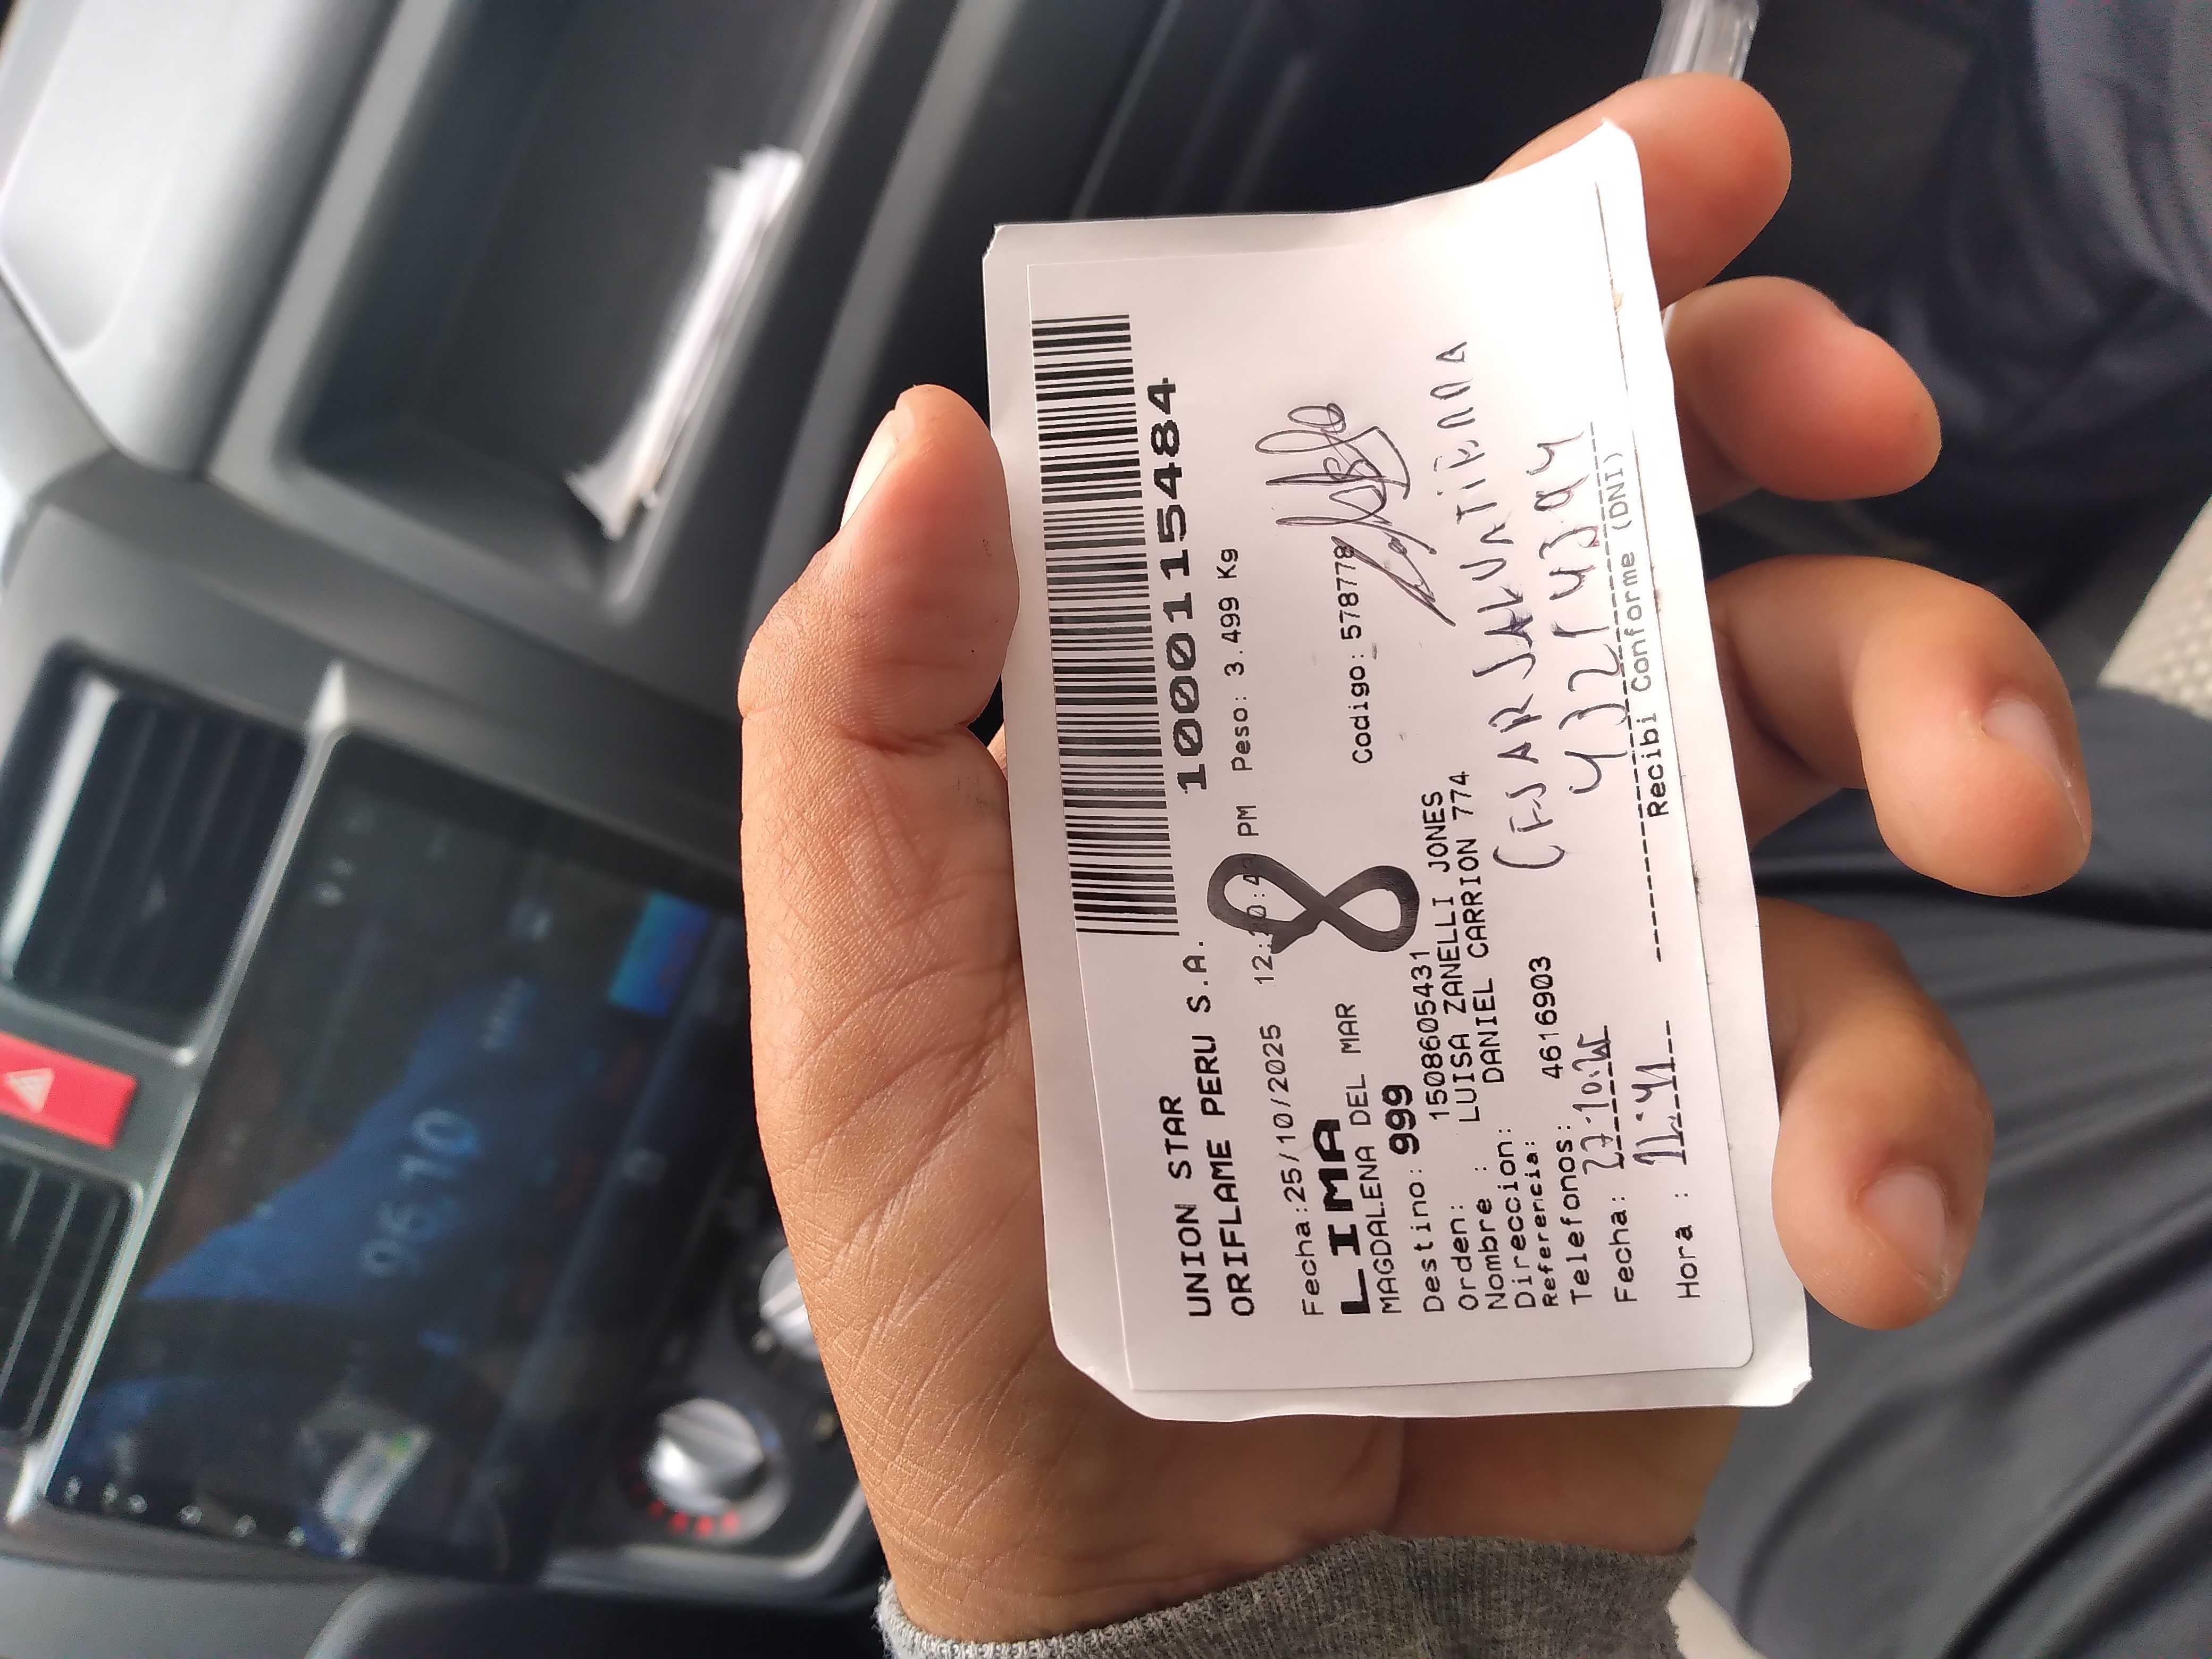 1000115484
UNION STAR
ORIFLAME PERU S.A.
Fecha:25/10/2025 12: PM Peso: 3.499 Kg
LIMA
8
MAGDALENA DEL MAR
Destino: 999 Codigo: 578778
Orden: 1508605431
Nombre : LUISA ZANELLI JONES
Direccion: DANIEL CARRION 774
Referencia:
Telefonos: 4616903
Fecha:
Hora : 11:41
Recibi Conforme (DNI)
96.10